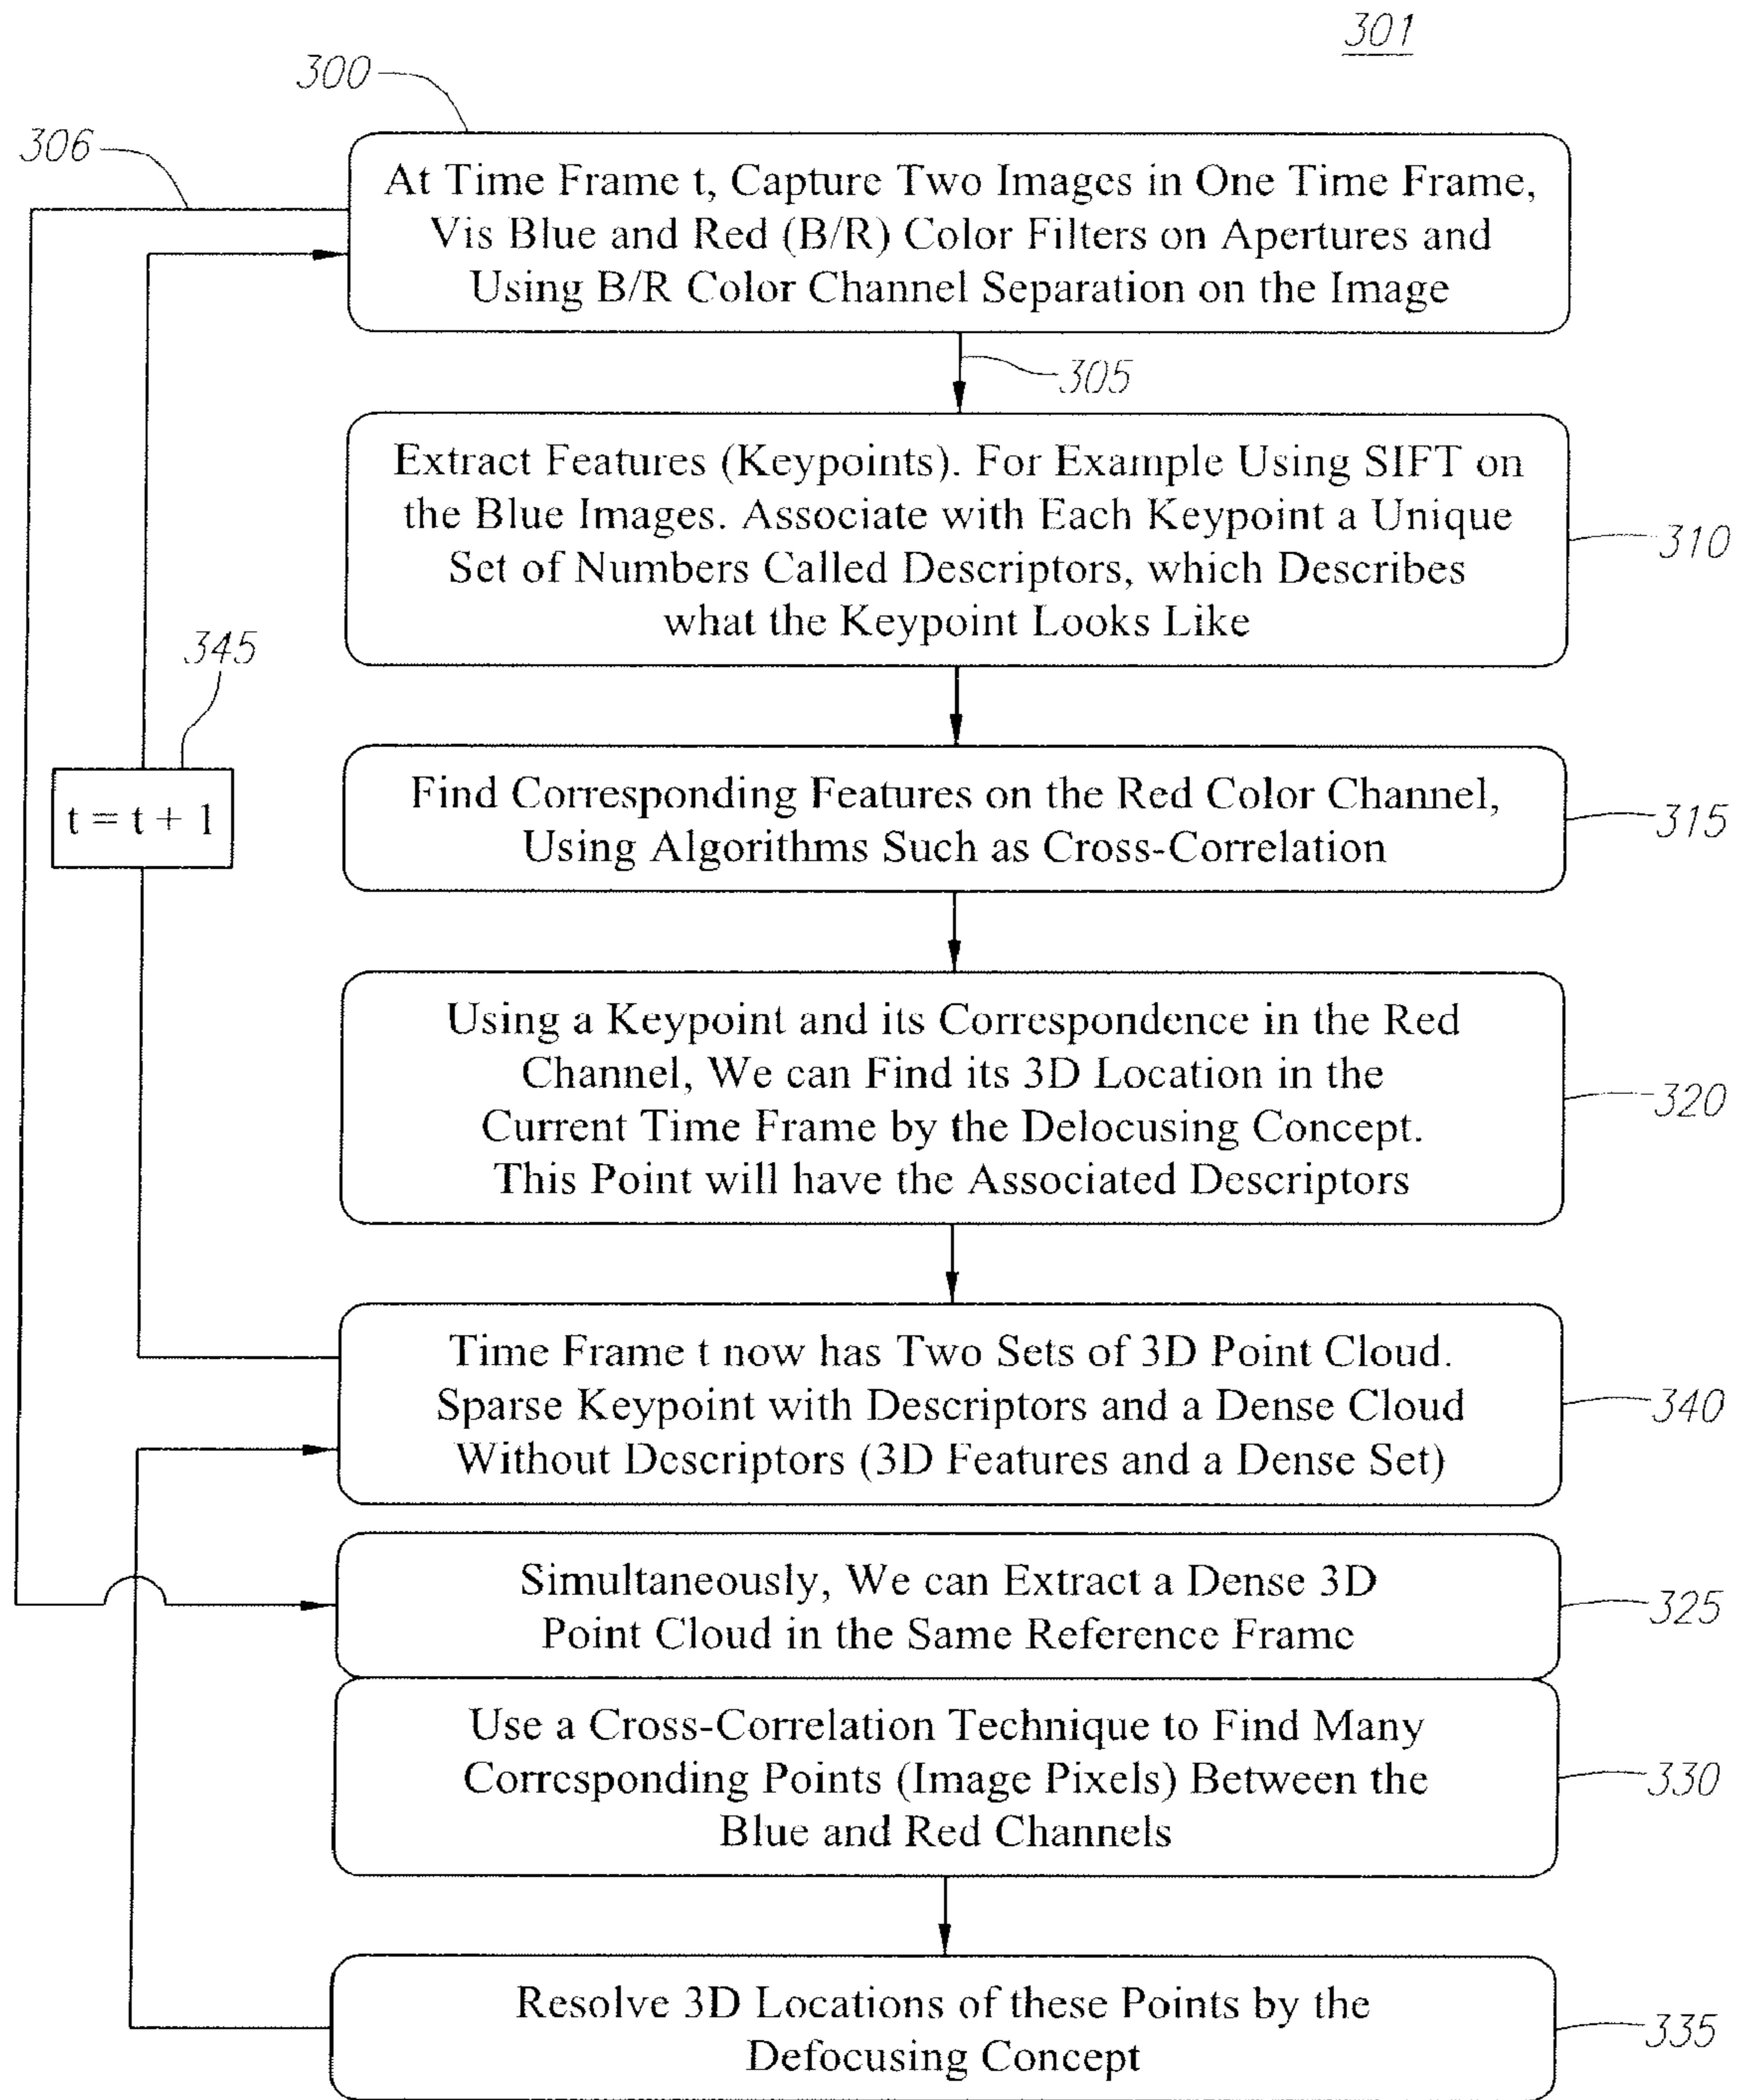 301
300
306
At Time Frame t, Capture Two Images in One Time Frame,
Vis Blue and Red (B/R) Color Filters on Apertures and
Using B/R Color Channel Separation on the Image
305
Extract Features (Keypoints). For Example Using SIFT on
the Blue Images. Associate with Each Keypoint a Unique
Set of Numbers Called Descriptors, which Describes
what the Keypoint Looks Like
310
345
t = t + 1
Find Corresponding Features on the Red Color Channel,
Using Algorithms Such as Cross-Correlation
315
Using a Keypoint and its Correspondence in the Red
Channel, We can Find its 3D Location in the
Current Time Frame by the Delocusing Concept.
This Point will have the Associated Descriptors
320
Time Frame t now has Two Sets of 3D Point Cloud.
Sparse Keypoint with Descriptors and a Dense Cloud
Without Descriptors (3D Features and a Dense Set)
340
Simultaneously, We can Extract a Dense 3D
Point Cloud in the Same Reference Frame
325
Use a Cross-Correlation Technique to Find Many
Corresponding Points (Image Pixels) Between the
Blue and Red Channels
330
Resolve 3D Locations of these Points by the
Defocusing Concept
335